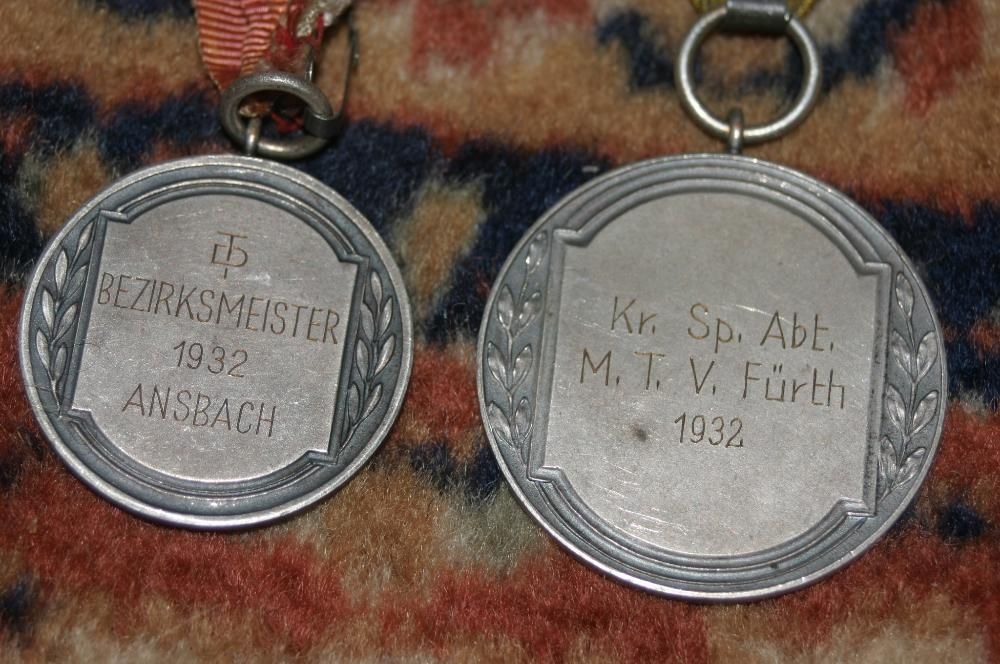 BEZIRKSMEISTER
1932
ANSBACH
Kr. Sp. Abt.
M. T. V. Fürth
1932